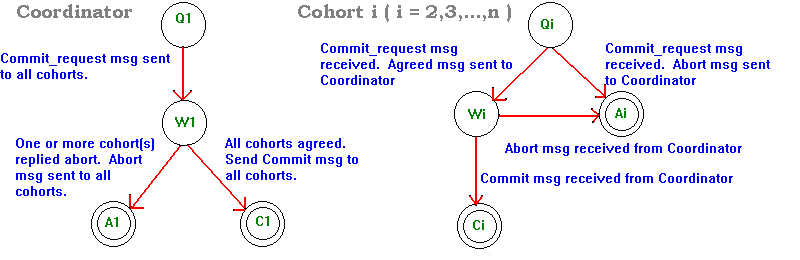 Coordinator
Q1
Commit_request msg sent
to all cohorts.
W1
One or more cohort(s)
replied abort. Abort
msg sent to all
cohorts.
All cohorts agreed.
Send Commit msg to
all cohorts.
A1
C1
Cohort i ( i = 2,3,...,n )
Qi
Commit_request msg
received. Agreed msg sent to
Coordinator
Commit_request msg
received. Abort msg sent
to Coordinator
Wi
Ai
Abort msg received from Coordinator
Commit msg received from Coordinator
Ci